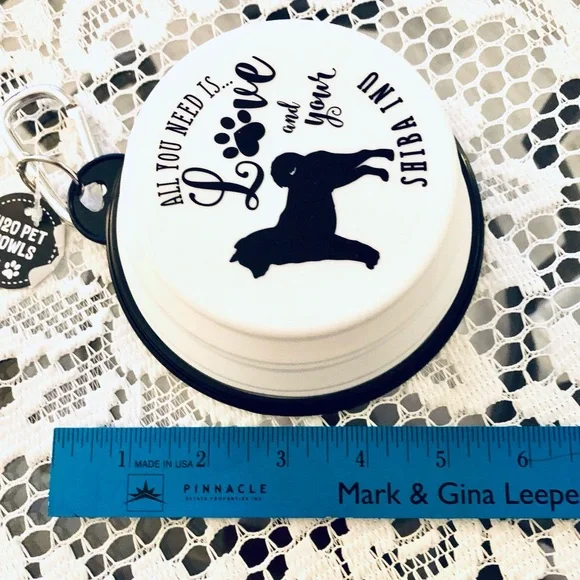 ALL YOU NEED IS...
Love
and
your
SHIBA INU
H2O PET
BOWLS
1 2 3 4 5 6
MADE IN USA
PINNACLE
Mark & Gina Leepe